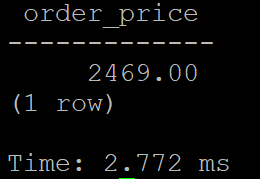 order_price
-------------
2469.00
(1 row)
Time: 2.772 ms